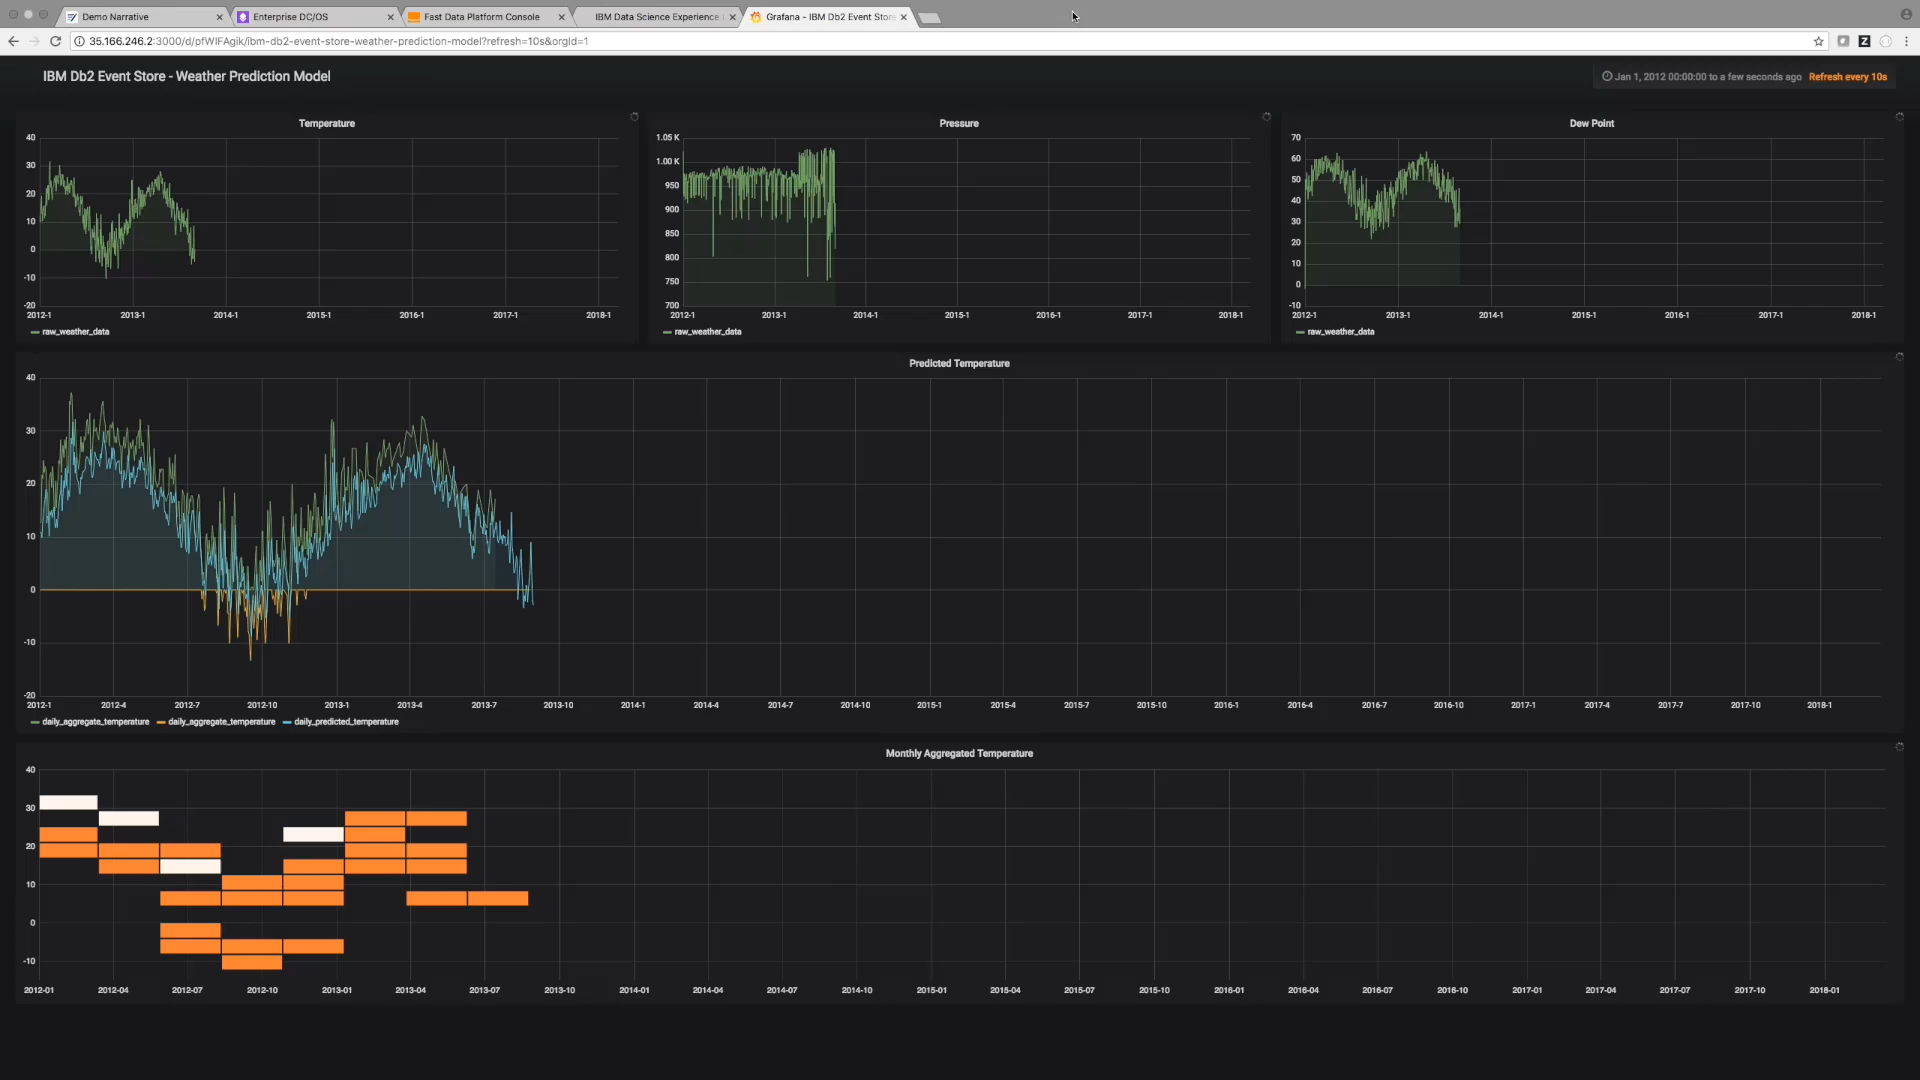 Demo Narrative
Enterprise DC/OS
Fast Data Platform Console
IBM Data Science Experience
Grafana - IBM Db2 Event Store
35.166.246.2:3000/d/pfWIFAgik/ibm-db2-event-store-weather-prediction-model?refresh=10s&orgId=1
IBM Db2 Event Store - Weather Prediction Model
Jan 1, 2012 00:00:00 to a few seconds ago Refresh every 10s
Temperature
40
30
20
10
0
-10
-20
2012-1 2013-1 2014-1 2015-1 2016-1 2017-1 2018-1
raw_weather_data
Pressure
1.05 K
1.00 K
950
900
850
800
750
700
2012-1 2013-1 2014-1 2015-1 2016-1 2017-1 2018-1
raw_weather_data
Dew Point
70
60
50
40
30
20
10
0
-10
2012-1 2013-1 2014-1 2015-1 2016-1 2017-1 2018-1
raw_weather_data
Predicted Temperature
40
30
20
10
0
-10
-20
2012-1 2012-4 2012-7 2012-10 2013-1 2013-4 2013-7 2013-10 2014-1 2014-4 2014-7 2014-10 2015-1 2015-4 2015-7 2015-10 2016-1 2016-4 2016-7 2016-10 2017-1 2017-4 2017-7 2017-10 2018-1
daily_aggregate_temperature daily_aggregate_temperature daily_predicted_temperature
Monthly Aggregated Temperature
40
30
20
10
0
-10
2012-01 2012-04 2012-07 2012-10 2013-01 2013-04 2013-07 2013-10 2014-01 2014-04 2014-07 2014-10 2015-01 2015-04 2015-07 2015-10 2016-01 2016-04 2016-07 2016-10 2017-01 2017-04 2017-07 2017-10 2018-01